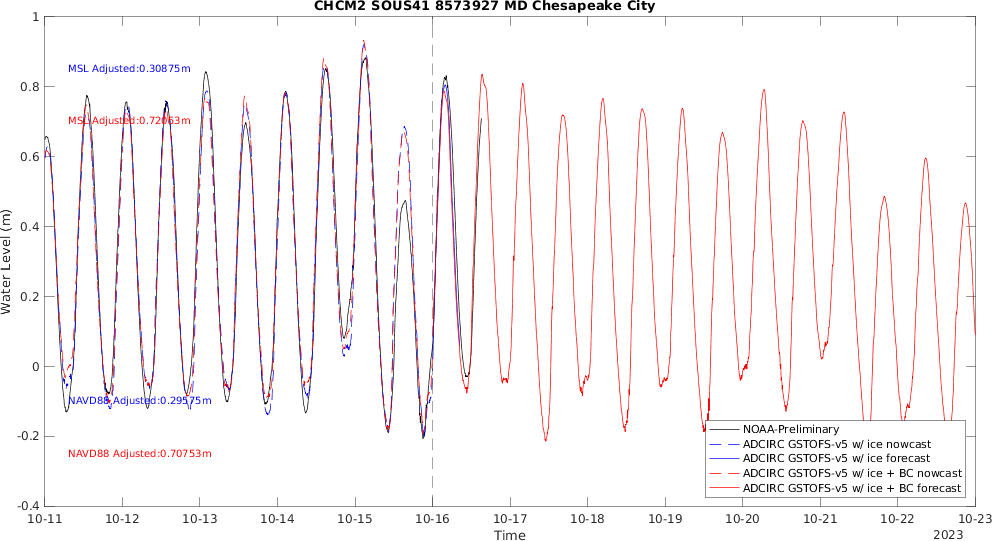 CHCM2 SOUS41 8573927 MD Chesapeake City
1
0.8
0.6
0.4
0.2
0
-0.2
-0.4
Water Level (m)
MSL Adjusted:0.30875m
MSL Adjusted:0.72063m
NAVD88 Adjusted:0.29575m
NAVD88 Adjusted:0.70753m
NOAA-Preliminary
ADCIRC GSTOFS-v5 w/ ice nowcast
ADCIRC GSTOFS-v5 w/ ice forecast
ADCIRC GSTOFS-v5 w/ ice + BC nowcast
ADCIRC GSTOFS-v5 w/ ice + BC forecast
10-11 10-12 10-13 10-14 10-15 10-16 10-17 10-18 10-19 10-20 10-21 10-22 10-23
Time
2023